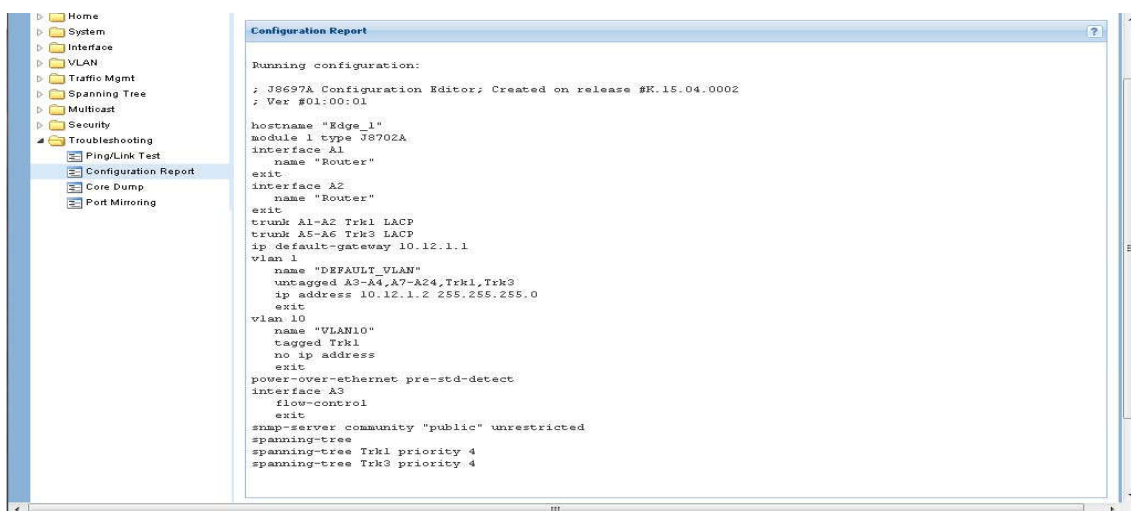 Home
System
Interface
VLAN
Traffic Mgmt
Spanning Tree
Multicast
Security
Troubleshooting
Ping/Link Test
Configuration Report
Core Dump
Port Mirroring
Configuration Report
?
Running configuration:
; J8697A Configuration Editor; Created on release #K.15.04.0002
; Ver #01:00:01
hostname "Edge_1"
module 1 type J8702A
interface A1
name "Router"
exit
interface A2
name "Router"
exit
trunk A1-A2 Trk1 LACP
trunk A5-A6 Trk3 LACP
ip default-gateway 10.12.1.1
vlan 1
name "DEFAULT_VLAN"
untagged A3-A4,A7-A24,Trk1,Trk3
ip address 10.12.1.2 255.255.255.0
exit
vlan 10
name "VLAN10"
tagged Trk1
no ip address
exit
power-over-ethernet pre-std-detect
interface A3
flow-control
exit
snmp-server community "public" unrestricted
spanning-tree
spanning-tree Trk1 priority 4
spanning-tree Trk3 priority 4